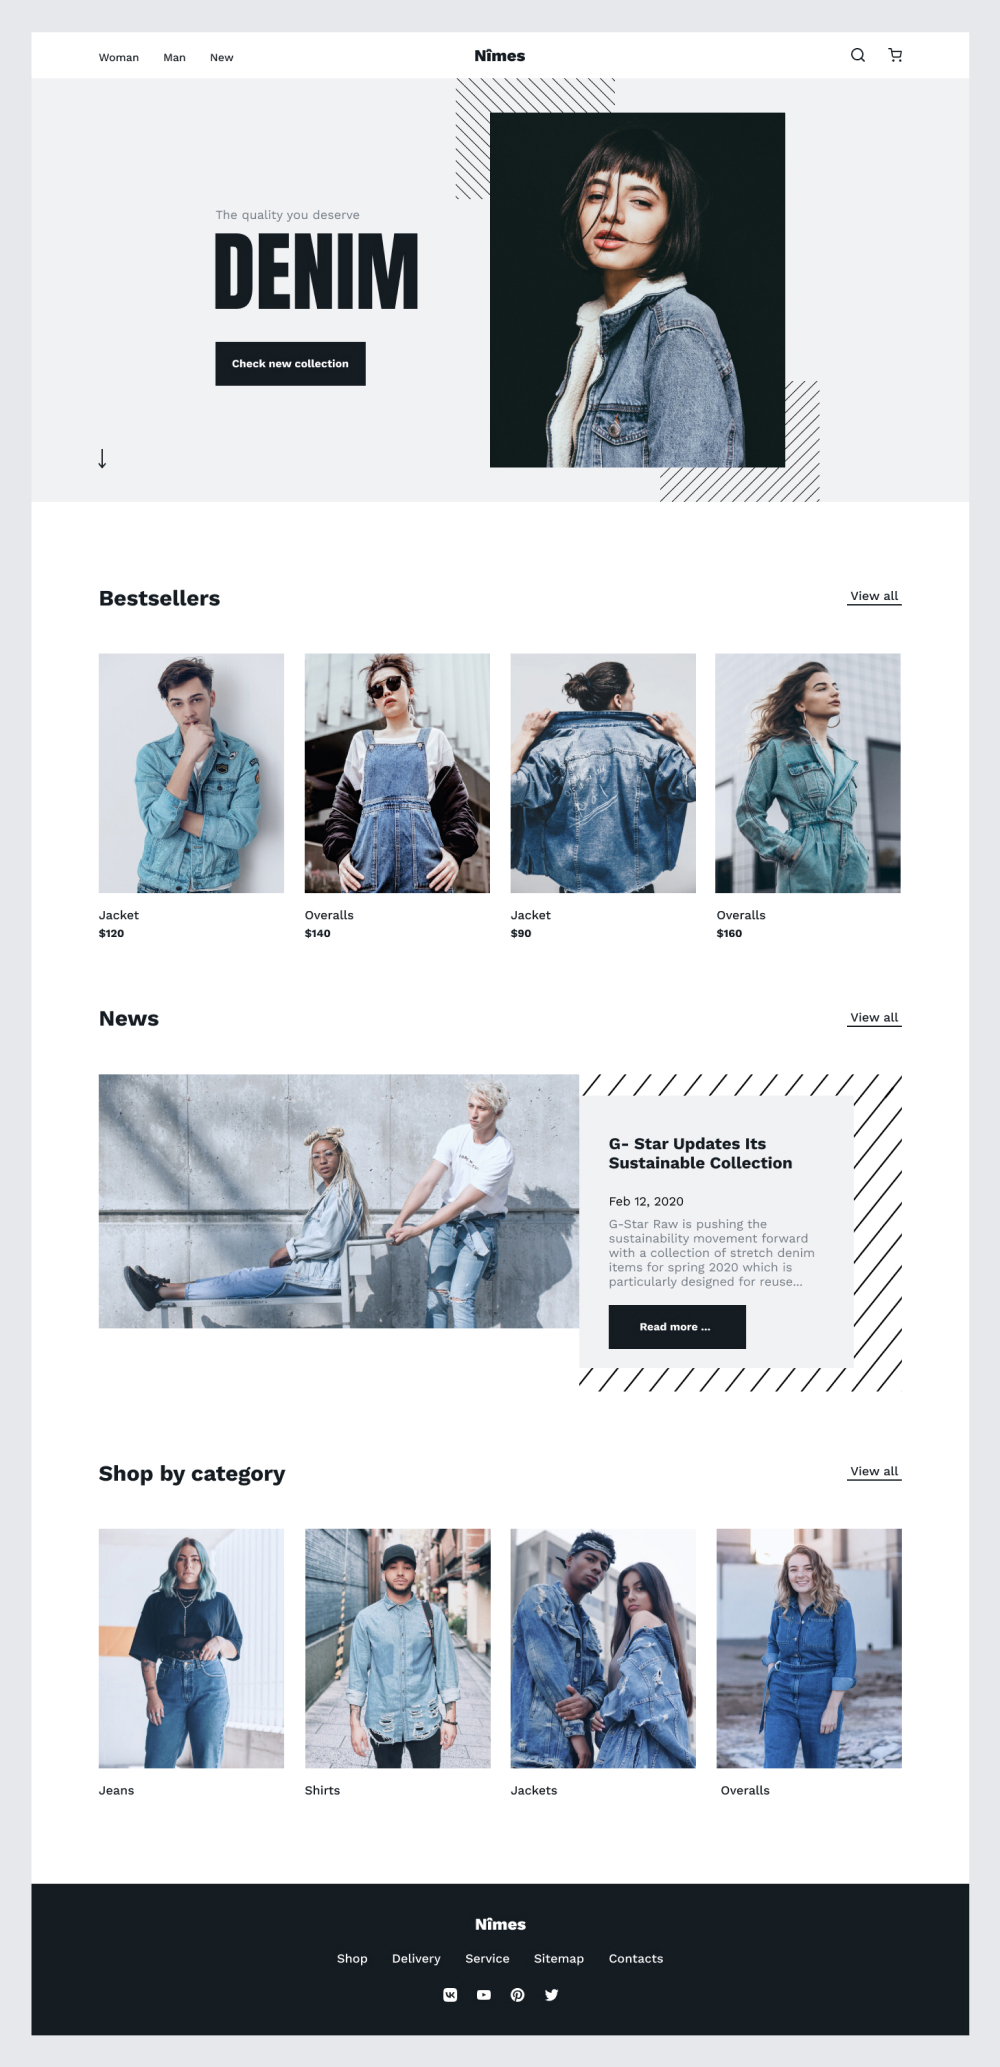 Woman Man New Nîmes
The quality you deserve
DENIM
Check new collection
Bestsellers View all
Jacket Overalls Jacket Overalls
$120 $140 $90 $160
News View all
G- Star Updates Its
Sustainable Collection
Feb 12, 2020
G-Star Raw is pushing the
sustainability movement forward
with a collection of stretch denim
items for spring 2020 which is
particularly designed for reuse...
Read more ...
Shop by category View all
Jeans Shirts Jackets Overalls
Nîmes
Shop Delivery Service Sitemap Contacts